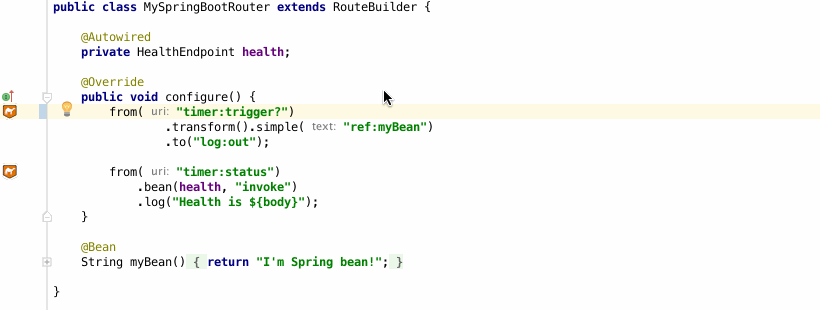 public class MySpringBootRouter extends RouteBuilder {
@Autowired
private HealthEndpoint health;
@Override
public void configure() {
from( uri: "timer:trigger?")
.transform().simple( text: "ref:myBean")
.to("log:out");
from( uri: "timer:status")
.bean(health, "invoke")
.log("Health is ${body}");
}
@Bean
String myBean() { return "I'm Spring bean!"; }
}